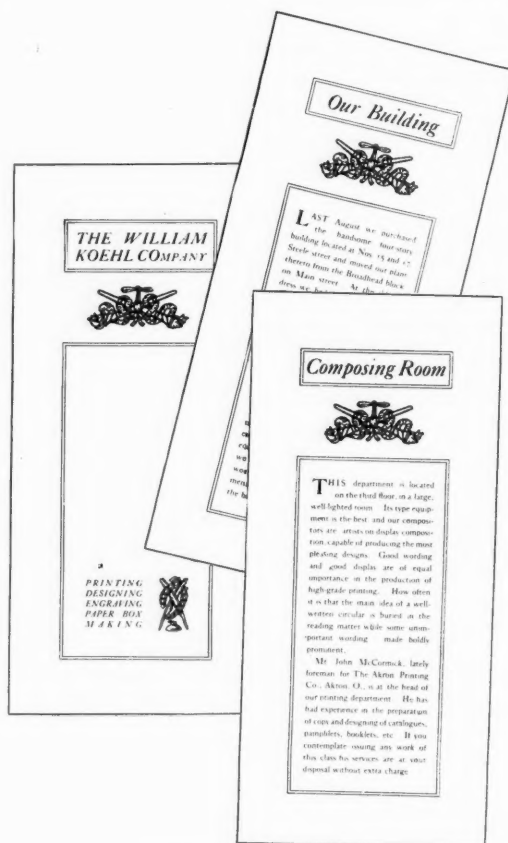 THE WILLIAM
KOEHL COMPANY
PRINTING
DESIGNING
ENGRAVING
PAPER BOX
MAKING
Our Building
LAST August we purchased
the handsome four-story
building located at Nos. 15 and 17
Steele street and moved our plant
thereto from the Broadhead block
on Main street. At the
dress we
we
the
Composing Room
THIS department is located
on the third floor, in a large,
well lighted room. Its type equip-
ment is the best and our composi-
tors are artists on display composi-
tion, capable of producing the most
pleasing designs. Good wording
and good display are of equal
importance in the production of
high-grade printing. How often
it is that the main idea of a well-
written circular is buried in the
reading matter while some unim-
portant wording made boldly
prominent.
Mr. John McCormick, lately
foreman for The Akron Printing
Co., Akron, O., is at the head of
our printing department. He has
had experience in the preparation
of copy and designing of catalogues,
pamphlets, booklets, etc. If you
contemplate issuing any work of
this class his services are at your
disposal without extra charge